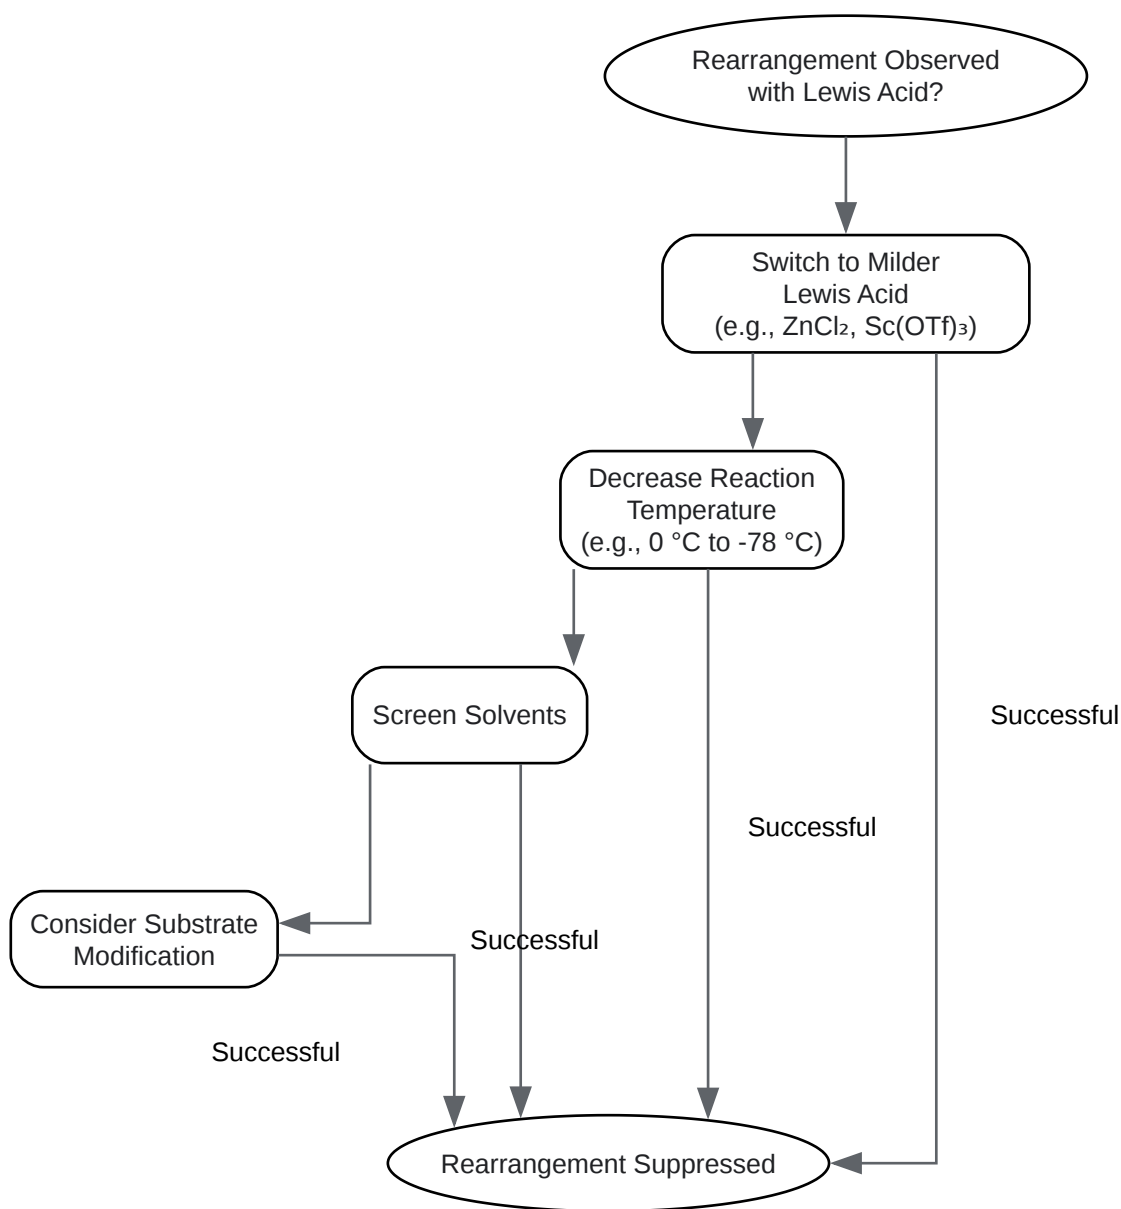 Rearrangement Observed
with Lewis Acid?
Switch to Milder
Lewis Acid
(e.g., ZnCl₂, Sc(OTf)₃)
Decrease Reaction
Temperature
(e.g., 0 °C to -78 °C)
Screen Solvents
Successful
Successful
Consider Substrate
Modification
Successful
Successful
Rearrangement Suppressed